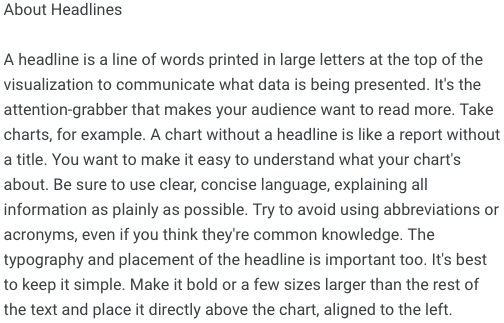 About Headlines
A headline is a line of words printed in large letters at the top of the
visualization to communicate what data is being presented. It's the
attention-grabber that makes your audience want to read more. Take
charts, for example. A chart without a headline is like a report without
a title. You want to make it easy to understand what your chart's
about. Be sure to use clear, concise language, explaining all
information as plainly as possible. Try to avoid using abbreviations or
acronyms, even if you think they're common knowledge. The
typography and placement of the headline is important too. It's best
to keep it simple. Make it bold or a few sizes larger than the rest of
the text and place it directly above the chart, aligned to the left.